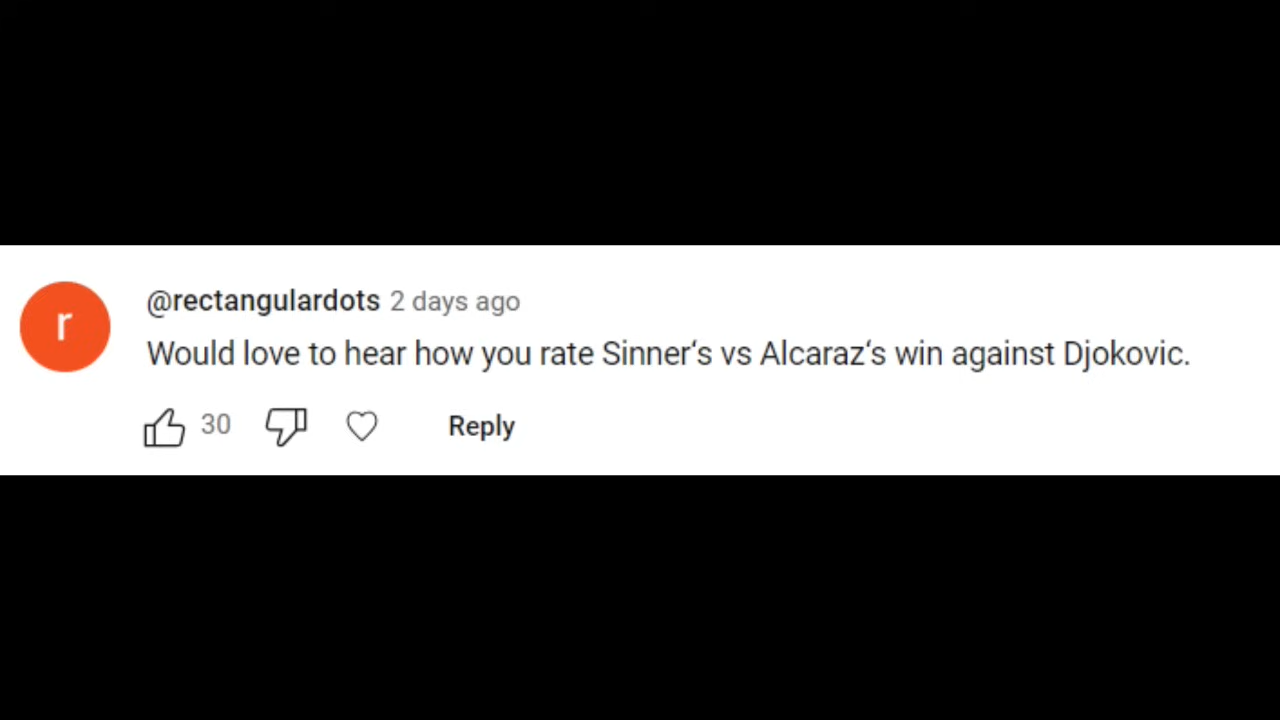 r
@rectangulardots 2 days ago
Would love to hear how you rate Sinner‘s vs Alcaraz‘s win against Djokovic.
30 Reply